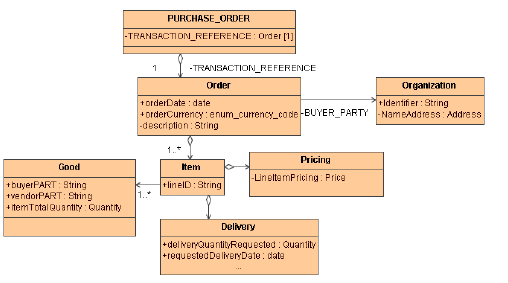 PURCHASE_ORDER
-TRANSACTION_REFERENCE : Order [1]
1
-TRANSACTION_REFERENCE
Order
+orderDate : date
+orderCurrency : enum_currency_code
-description : String
-BUYER_PARTY
Organization
+Identifier : String
-NameAddress : Address
1..*
Good
+buyerPART : String
+vendorPART : String
+itemTotalQuantity : Quantity
1..*
Item
+lineID : String
Pricing
-LineItemPricing : Price
Delivery
+deliveryQuantityRequested : Quantity
+requestedDeliveryDate : date
...